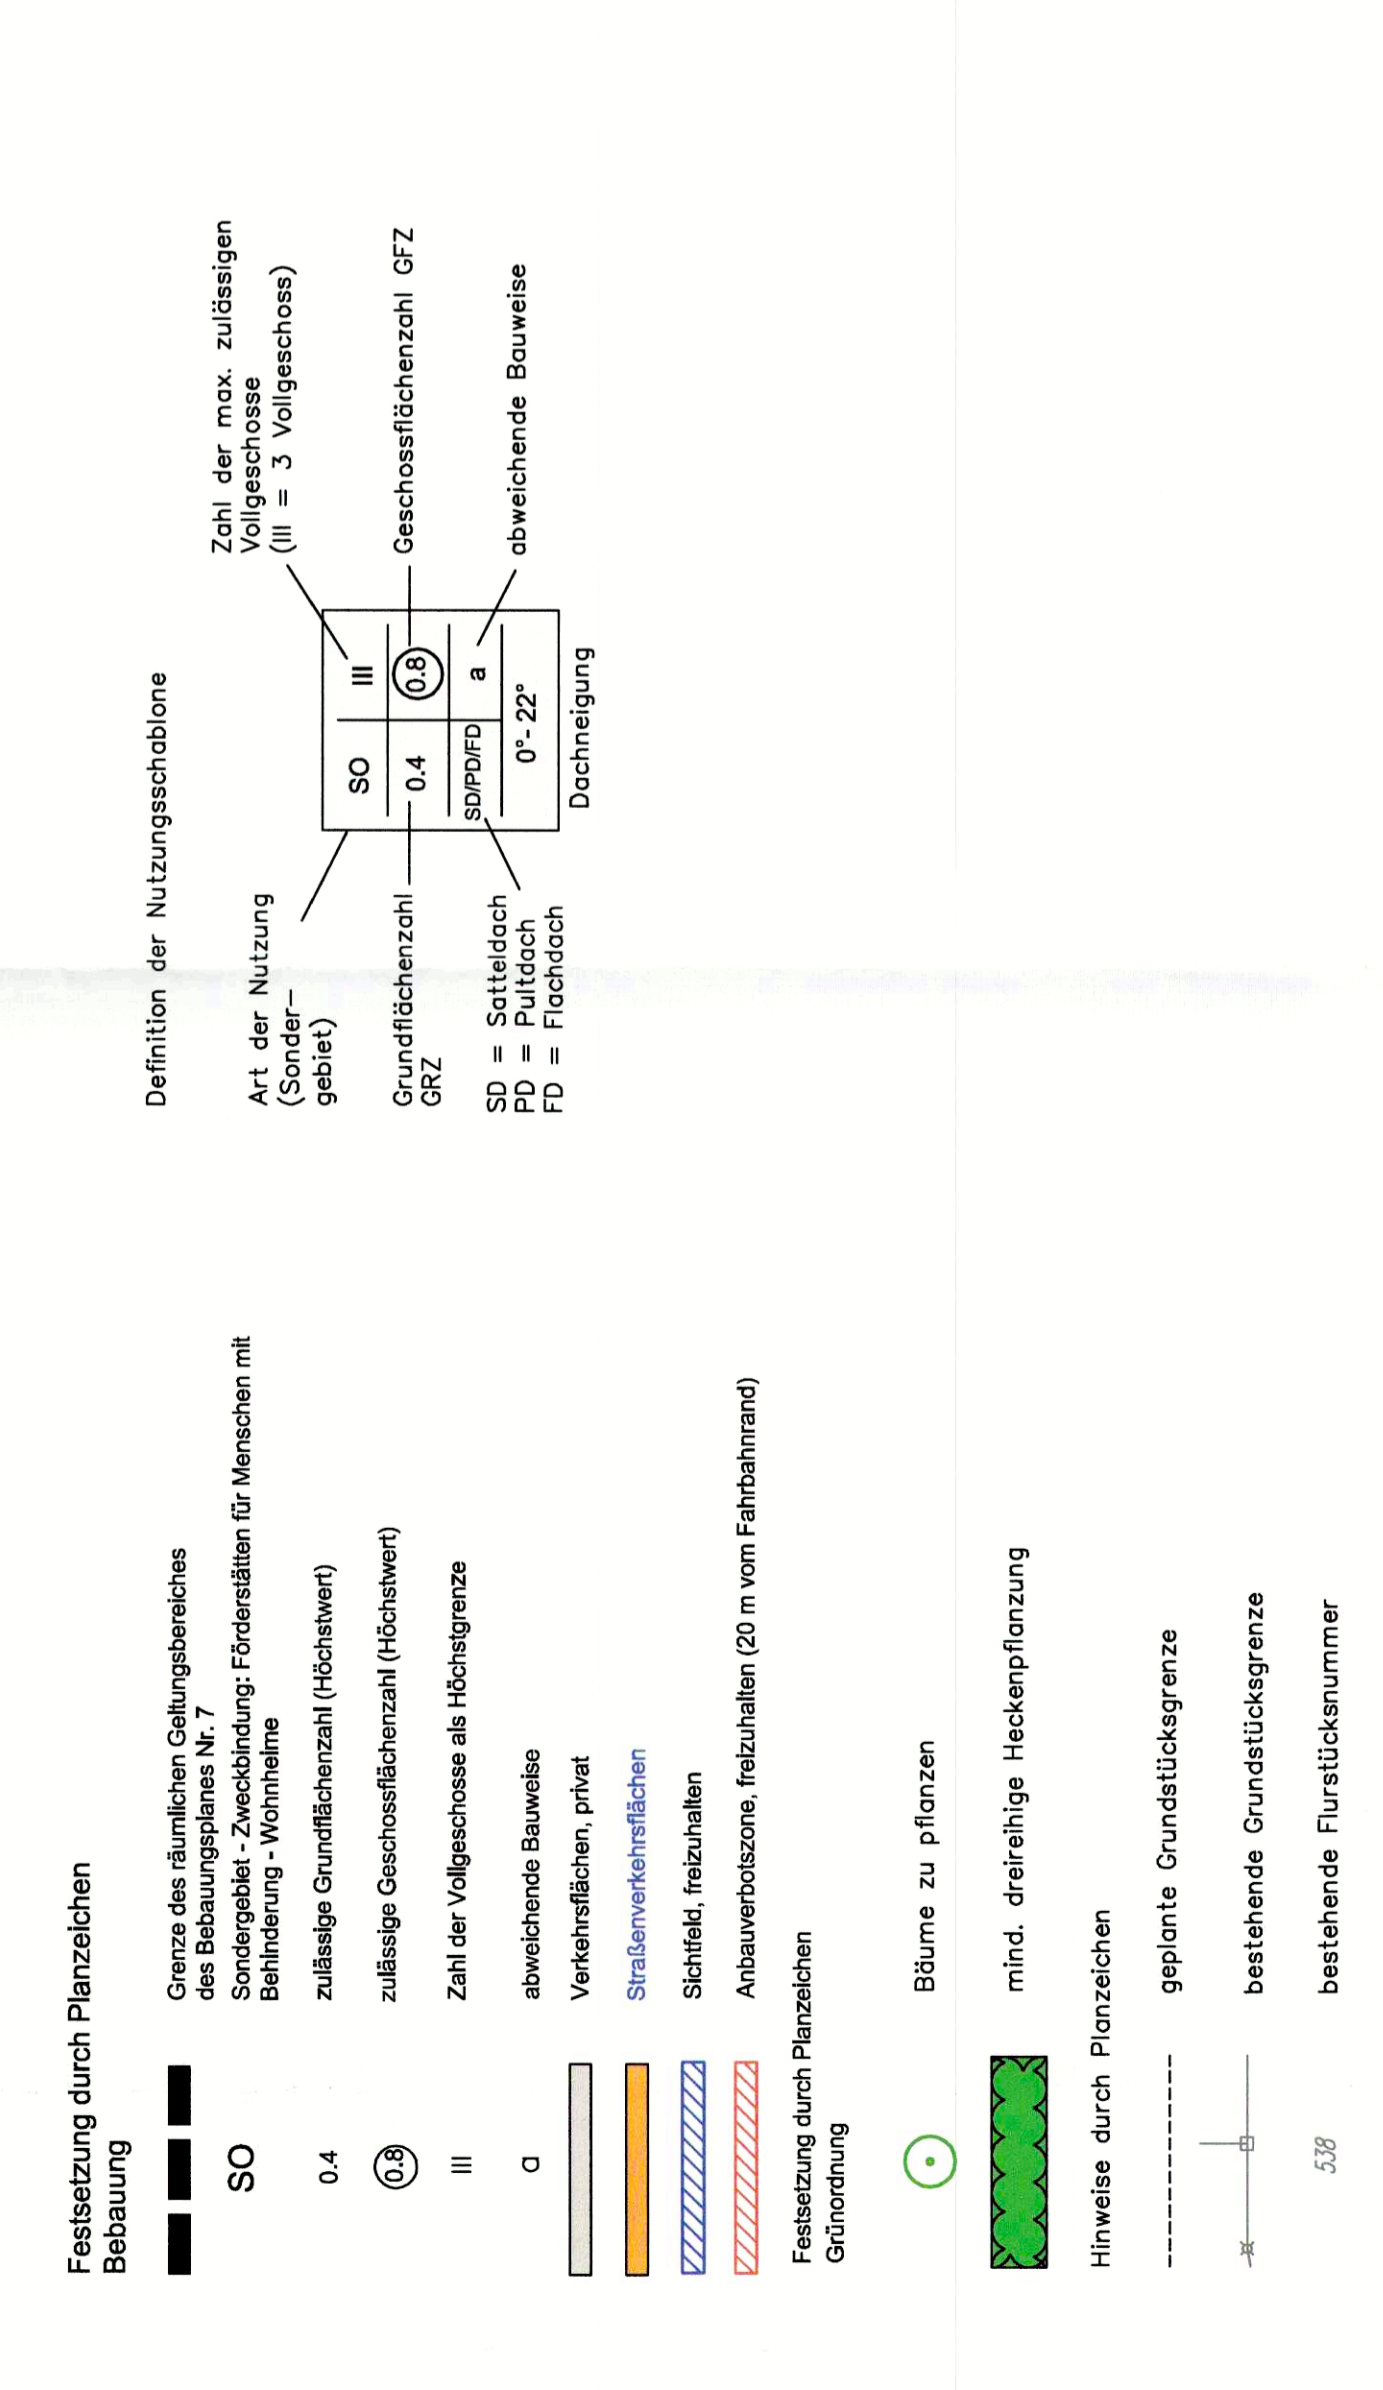 Festsetzung durch Planzeichen
Bebauung
Grenze des räumlichen Geltungsbereiches
des Bebauungsplanes Nr. 7
SO
Sondergebiet - Zweckbindung: Förderstätten für Menschen mit
Behinderung - Wohnheime
0.4
zulässige Grundflächenzahl (Höchstwert)
0.8
zulässige Geschossflächenzahl (Höchstwert)
III
Zahl der Vollgeschosse als Höchstgrenze
a
abweichende Bauweise
Verkehrsflächen, privat
Straßenverkehrsflächen
Sichtfeld, freizuhalten
Anbauverbotszone, freizuhalten (20 m vom Fahrbahnrand)
Festsetzung durch Planzeichen
Grünordnung
Bäume zu pflanzen
mind. dreireihige Heckenpflanzung
Hinweise durch Planzeichen
geplante Grundstücksgrenze
bestehende Grundstücksgrenze
538
bestehende Flurstücksnummer
Definition der Nutzungsschablone
Art der Nutzung
(Sonder–
gebiet)
Grundflächenzahl
GRZ
SD = Satteldach
PD = Pultdach
FD = Flachdach
SO
III
0.4
0.8
SD/PD/FD
a
0°- 22°
Dachneigung
Zahl der max. zulässigen
Vollgeschosse
(III = 3 Vollgeschoss)
Geschossflächenzahl GFZ
abweichende Bauweise